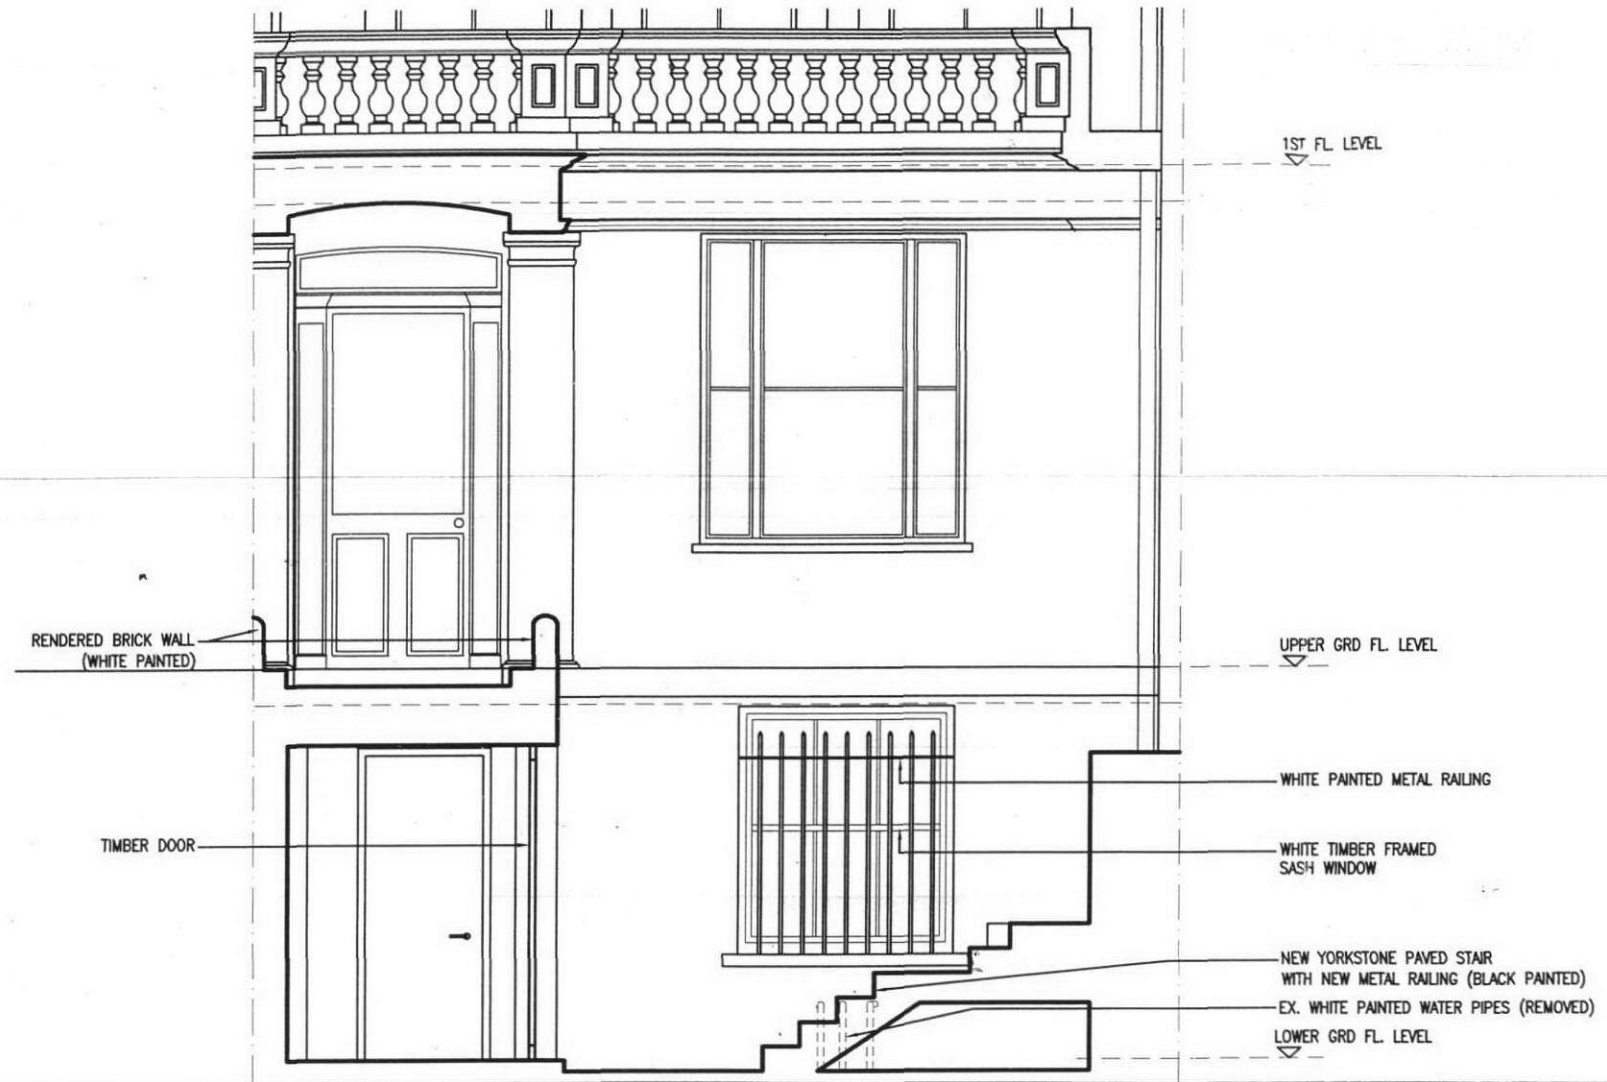 1ST FL. LEVEL
RENDERED BRICK WALL
(WHITE PAINTED)
UPPER GRD FL. LEVEL
WHITE PAINTED METAL RAILING
TIMBER DOOR
WHITE TIMBER FRAMED
SASH WINDOW
NEW YORKSTONE PAVED STAIR
WITH NEW METAL RAILING (BLACK PAINTED)
EX. WHITE PAINTED WATER PIPES (REMOVED)
LOWER GRD FL. LEVEL